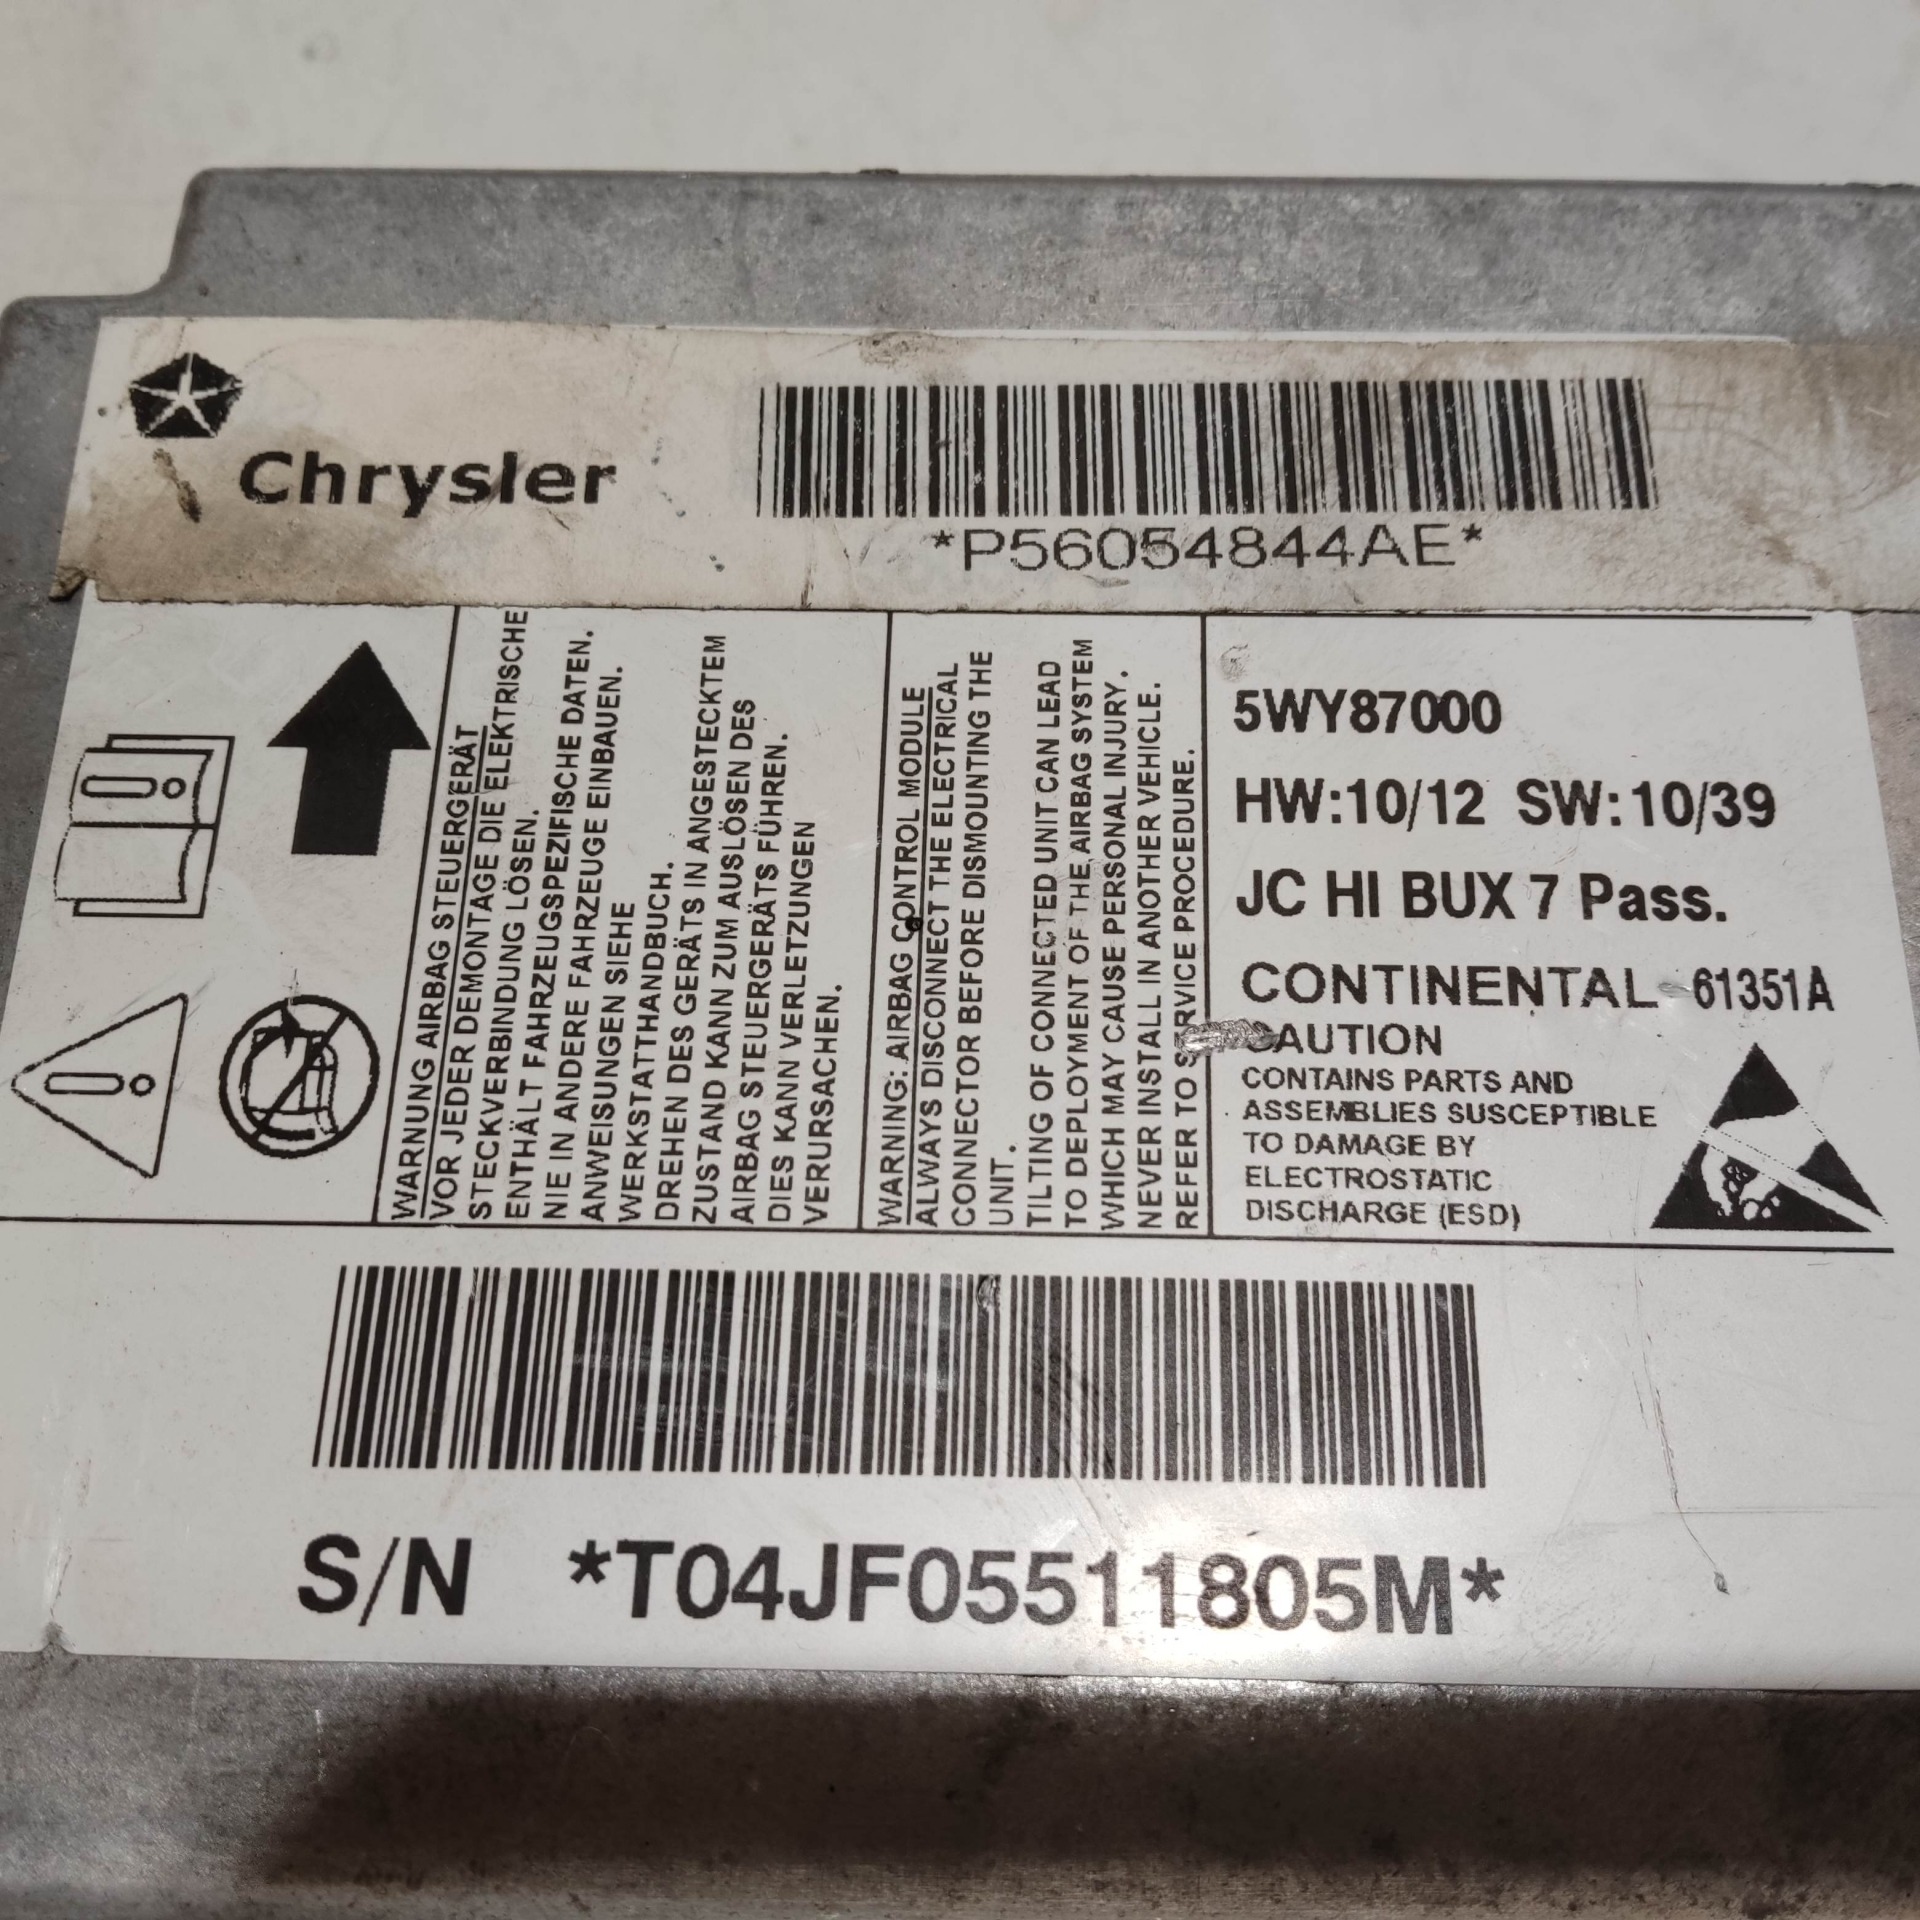 Chrysler
*P56054844AE*
WARNUNG AIRBAG STEUERGERÄT
VOR JEDER DEMONTAGE DIE ELEKTRISCHE
STECKVERBINDUNG LÖSEN.
ENTHÄLT FAHRZEUGSPEZIFISCHE DATEN.
NIE IN ANDERE FAHRZEUGE EINBAUEN.
ANWEISUNGEN SIEHE
WERKSTATTHANDBUCH.
DREHEN DES GERÄTS IN ANGESTECKTEM
ZUSTAND KANN ZUM AUSLÖSEN DES
AIRBAG STEUERGERÄTS FÜHREN.
DIES KANN VERLETZUNGEN
VERURSACHEN.
WARNING: AIRBAG CONTROL MODULE
ALWAYS DISCONNECT THE ELECTRICAL
CONNECTOR BEFORE DISMOUNTING THE
UNIT.
TILTING OF CONNECTED UNIT CAN LEAD
TO DEPLOYMENT OF THE AIRBAG SYSTEM
WHICH MAY CAUSE PERSONAL INJURY.
NEVER INSTALL IN ANOTHER VEHICLE.
REFER TO SERVICE PROCEDURE.
5WY87000
HW:10/12 SW:10/39
JC HI BUX 7 Pass.
CONTINENTAL 61351A
CAUTION
CONTAINS PARTS AND
ASSEMBLIES SUSCEPTIBLE
TO DAMAGE BY
ELECTROSTATIC
DISCHARGE (ESD)
S/N *T04JF05511805M*